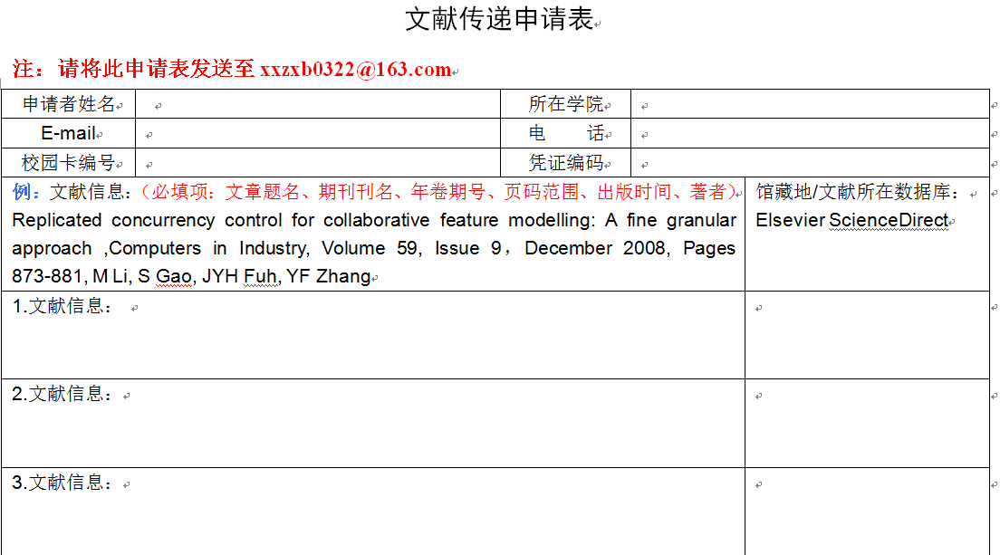 文献传递申请表
注：请将此申请表发送至 xxzxb0322@163.com
申请者姓名 所在学院
E-mail 电 话
校园卡编号 凭证编码
例：文献信息：（必填项：文章题名、期刊刊名、年卷期号、页码范围、出版时间、著者）
Replicated concurrency control for collaborative feature modelling: A fine granular
approach ,Computers in Industry, Volume 59, Issue 9，December 2008, Pages
873-881, M Li, S Gao, JYH Fuh, YF Zhang
馆藏地/文献所在数据库：
Elsevier ScienceDirect
1.文献信息：
2.文献信息：
3.文献信息：